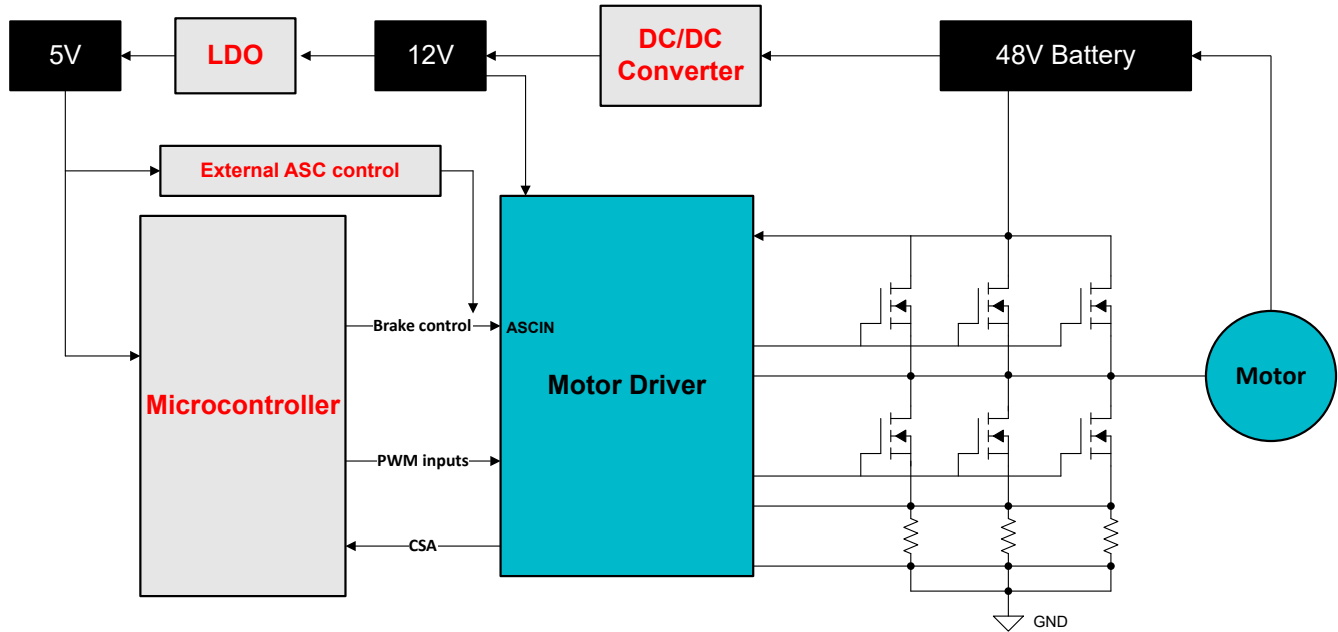 5V
LDO
12V
DC/DC
Converter
48V Battery
External ASC control
Microcontroller
Brake control
ASCIN
Motor Driver
Motor
PWM inputs
CSA
GND